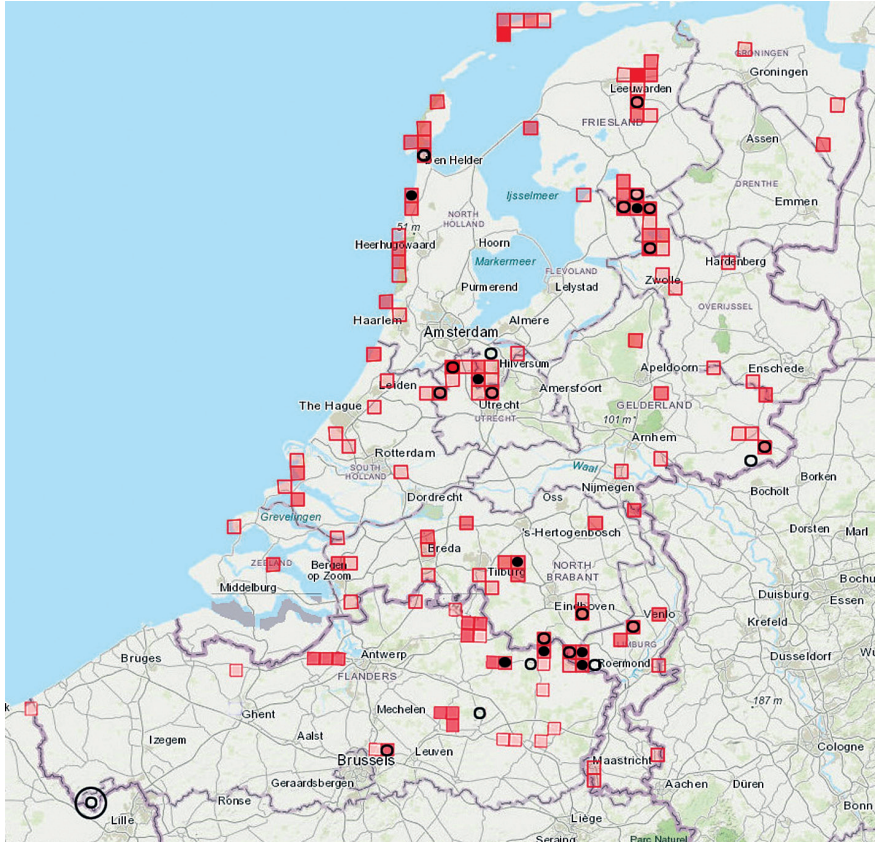 GRONINGEN
Groningen
Leeuwarden
FRIESLAND
Assen
Den Helder
DRENTHE
Ijsselmeer
Emmen
NORTH
HOLLAND
51 m
Heerhugowaard
Hoorn
Markermeer
FLEVOLAND
Hardenberg
Zwolle
Purmerend
Lelystad
OVERIJSSEL
Haarlem
Almere
Amsterdam
Hilversum
Apeldoorn
Enschede
Leiden
Amersfoort
The Hague
Utrecht
GELDERLAND
UTRECHT
101 m
Arnhem
Rotterdam
SOUTH
HOLLAND
Waal
Borken
Nijmegen
Bocholt
Dordrecht
Oss
Grevelingen
Dorsten
Marl
's-Hertogenbosch
Breda
ZEELAND
Bergen
op Zoom
Tilburg
NORTH
BRABANT
Bochu
Middelburg
Duisburg
Essen
Eindhoven
Venlo
Krefeld
LIMBURG
Bruges
Antwerp
Dusseldorf
Wu
Roermond
FLANDERS
187 m
k
Ghent
Mechelen
Izegem
Aalst
Cologne
Leuven
Brussels
Maastricht
Geraardsbergen
Aachen
Düren
Ronse
Bonn
Lille
Liège
Seraing
Parc Naturel